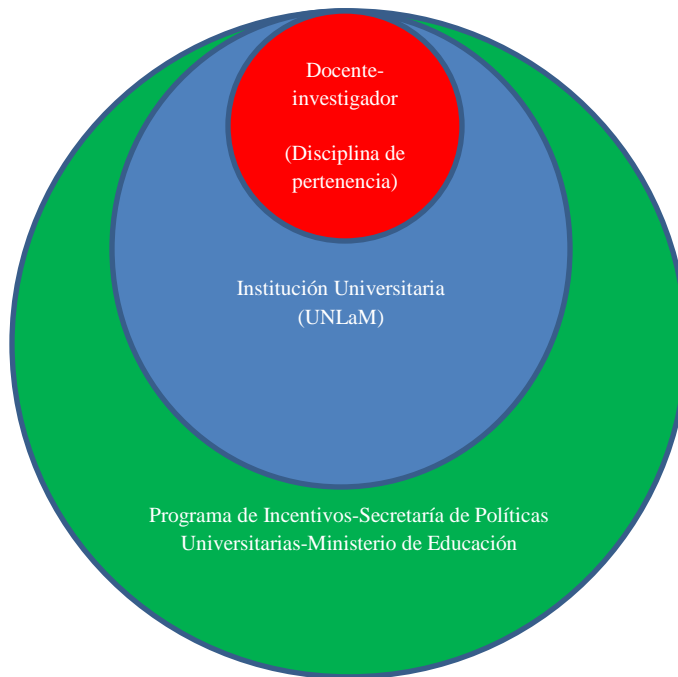 Docente-
investigador
(Disciplina de
pertenencia)
Institución Universitaria
(UNLaM)
Programa de Incentivos-Secretaría de Políticas
Universitarias-Ministerio de Educación